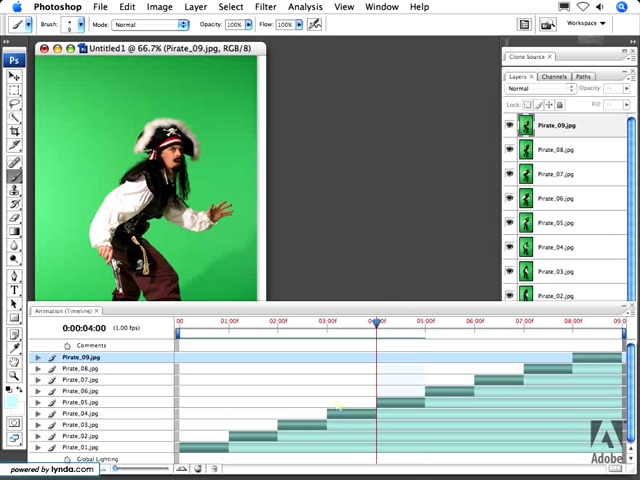 Photoshop File Edit Image Layer Select Filter Analysis View Window Help
Brush: 9 Mode: Normal Opacity: 100% Flow: 100% Workspace
Untitled1 @ 66.7% (Pirate_09.jpg, RGB/8)
Ps
Clone Source ×
Layers × Channels Paths
Normal Opacity:
Lock: Fill:
Pirate_09.jpg
Pirate_08.jpg
Pirate_07.jpg
Pirate_06.jpg
Pirate_05.jpg
Pirate_04.jpg
Pirate_03.jpg
Pirate_02.jpg
Animation (Timeline) ×
0:00:04:00 (1.00 fps)
00 01:00f 02:00f 03:00f 04:00f 05:00f 06:00f 07:00f 08:00f 09:0
Comments
Pirate_09.jpg
Pirate_08.jpg
Pirate_07.jpg
Pirate_06.jpg
Pirate_05.jpg
Pirate_04.jpg
Pirate_03.jpg
Pirate_02.jpg
Pirate_01.jpg
Global Lighting
Adobe
powered by lynda.com